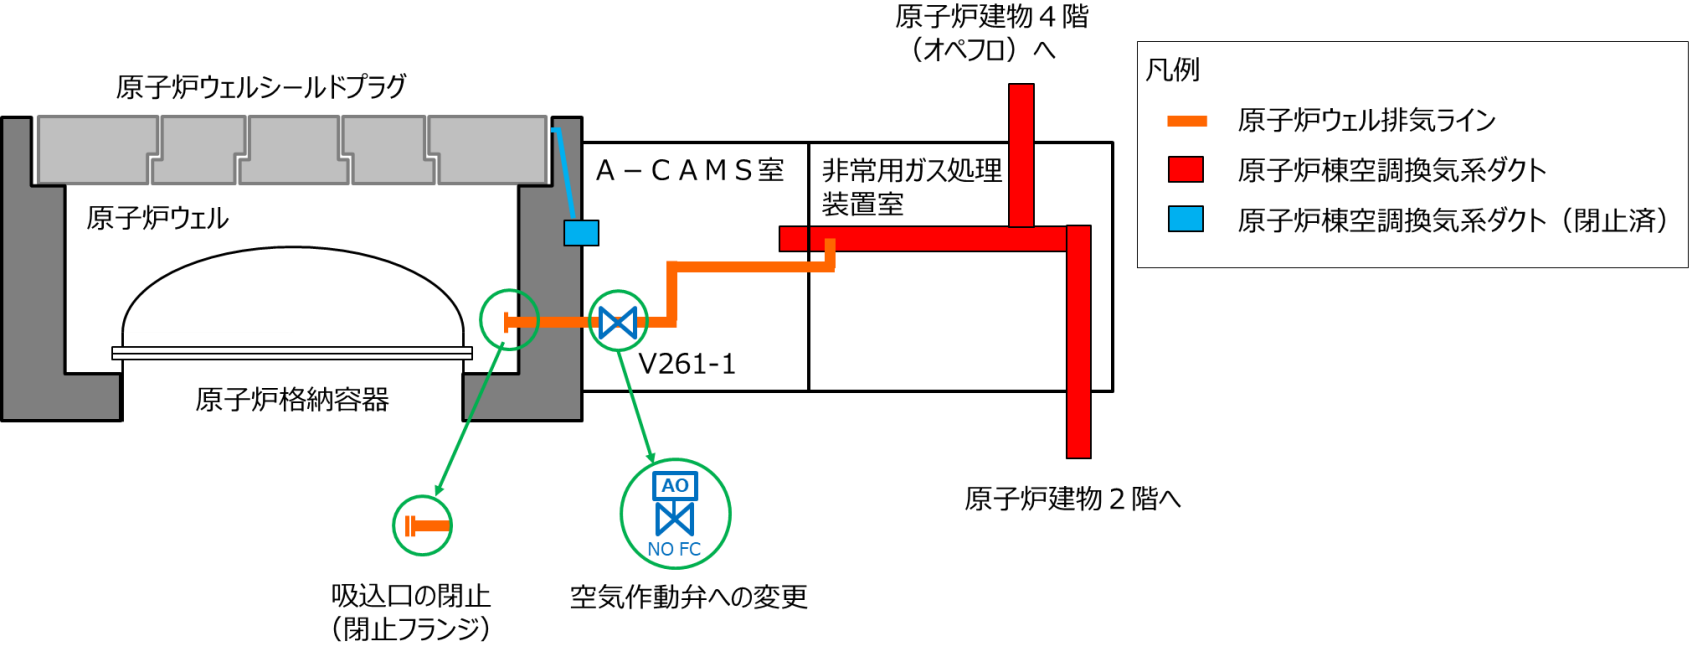 原子炉建物４階
（オペフロ）へ
原子炉ウェルシールドプラグ
凡例
原子炉ウェル排気ライン
原子炉棟空調換気系ダクト
原子炉棟空調換気系ダクト（閉止済）
Ａ－ＣＡＭＳ室
非常用ガス処理
装置室
原子炉ウェル
V261-1
原子炉格納容器
AO
NO FC
原子炉建物２階へ
吸込口の閉止
（閉止フランジ）
空気作動弁への変更